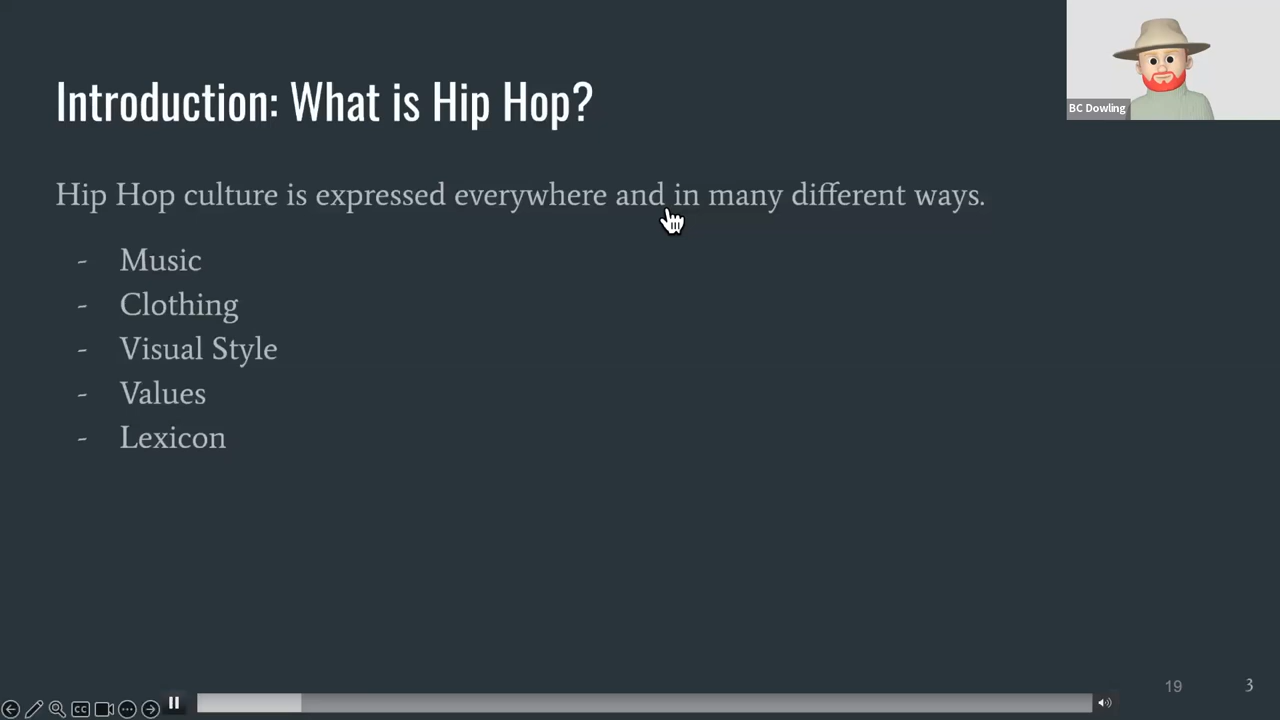 BC Dowling
Introduction: What is Hip Hop?
Hip Hop culture is expressed everywhere and in many different ways.
- Music
- Clothing
- Visual Style
- Values
- Lexicon
19
3
CC